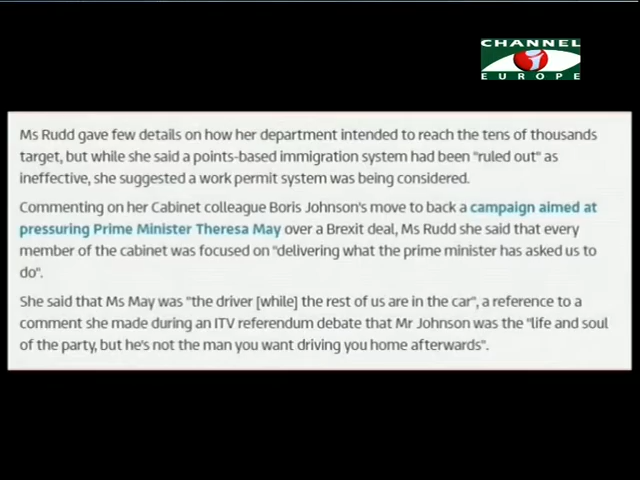 CHANNEL
i
EUROPE
Ms Rudd gave few details on how her department intended to reach the tens of thousands
target, but while she said a points-based immigration system had been "ruled out" as
ineffective, she suggested a work permit system was being considered.
Commenting on her Cabinet colleague Boris Johnson's move to back a campaign aimed at
pressuring Prime Minister Theresa May over a Brexit deal, Ms Rudd she said that every
member of the cabinet was focused on "delivering what the prime minister has asked us to
do".
She said that Ms May was "the driver [while] the rest of us are in the car", a reference to a
comment she made during an ITV referendum debate that Mr Johnson was the "life and soul
of the party, but he's not the man you want driving you home afterwards".